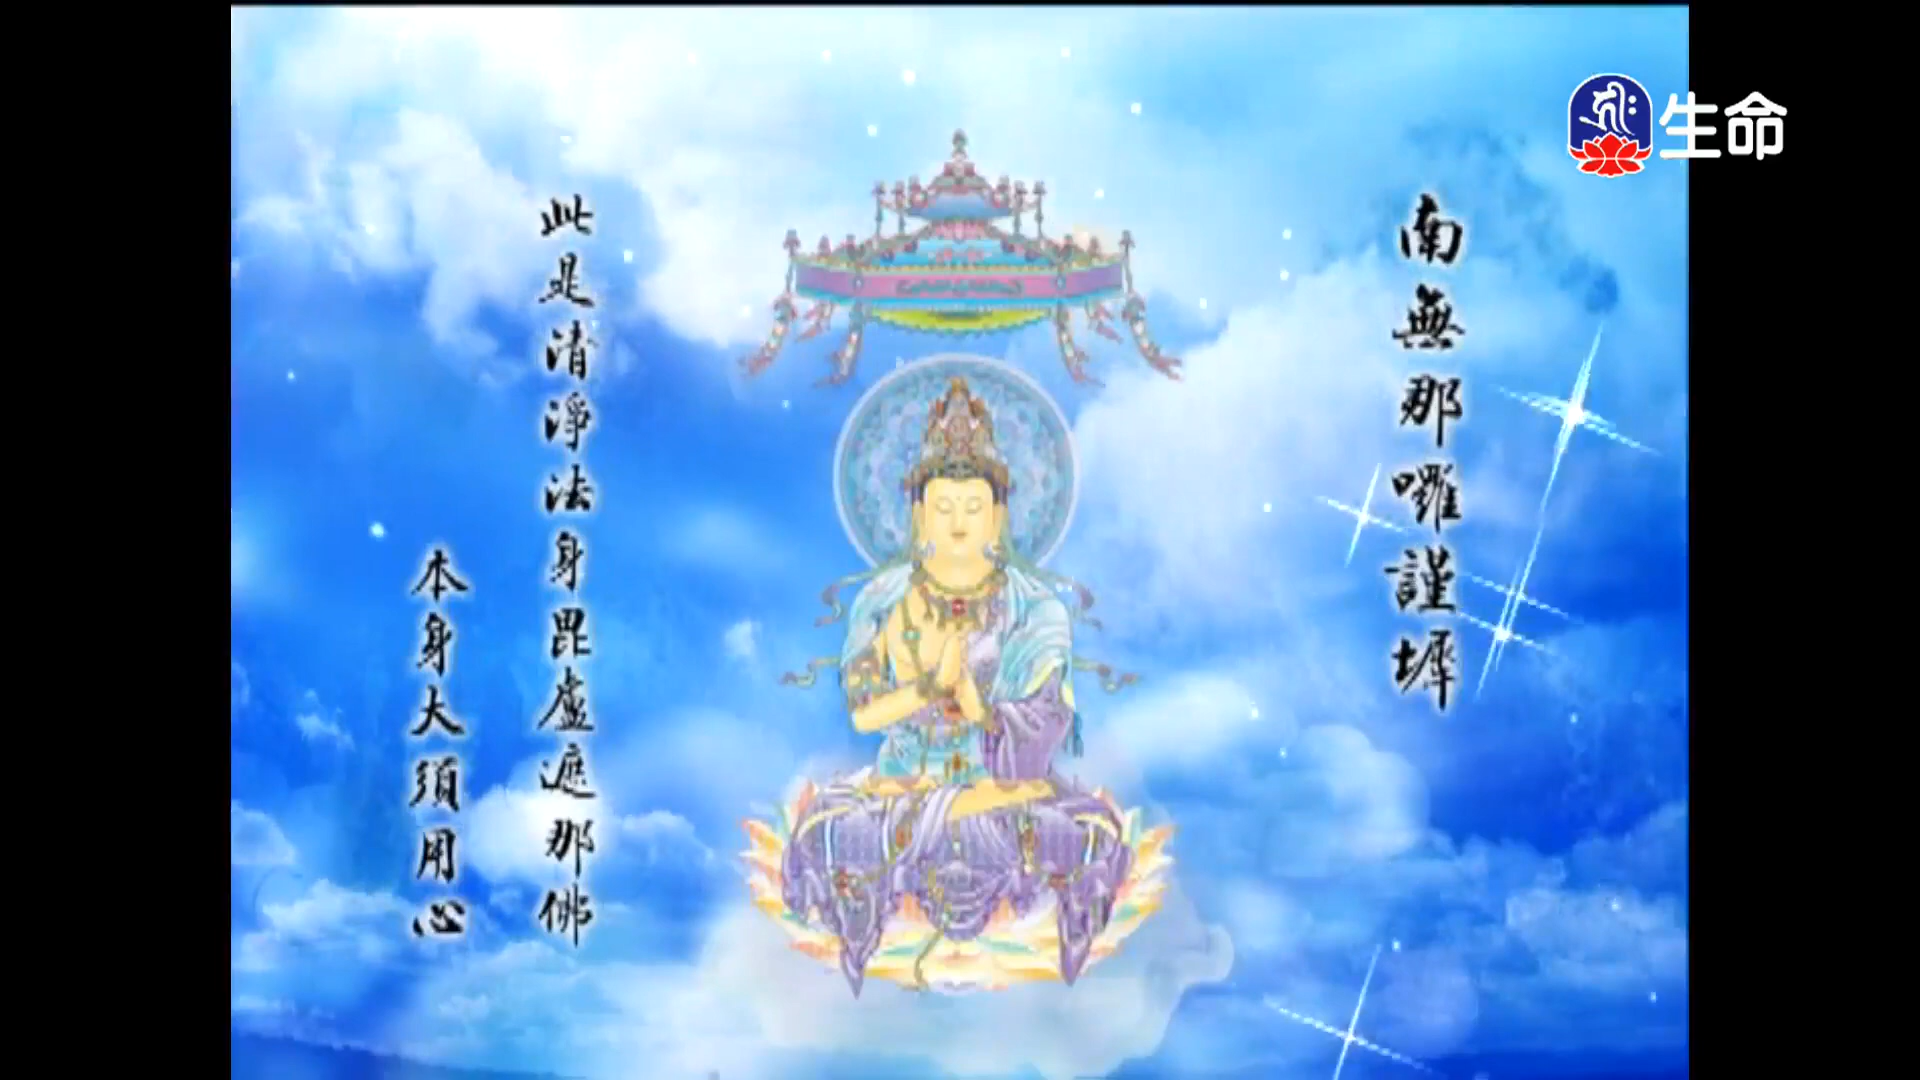 南無那囉謹墀
此是清淨法身毘盧遮那佛
本身大須用心
生命